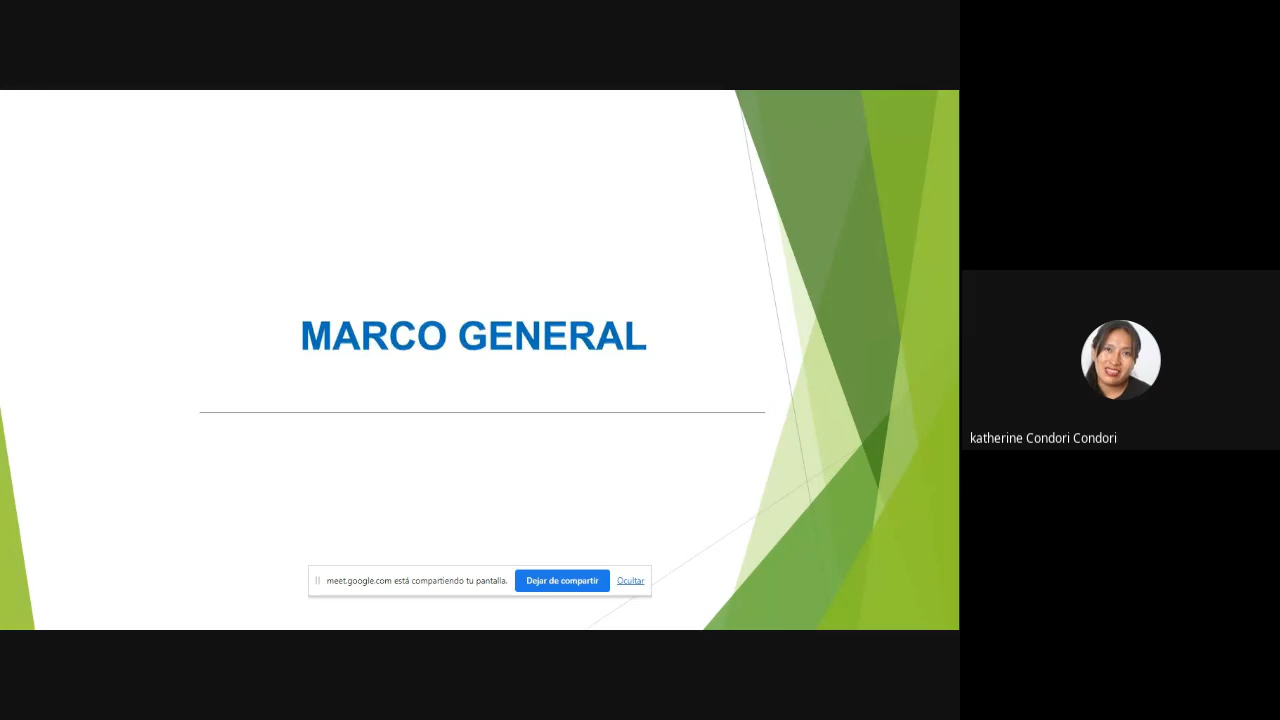 MARCO GENERAL
meet.google.com está compartiendo tu pantalla. Dejar de compartir Ocultar
katherine Condori Condori